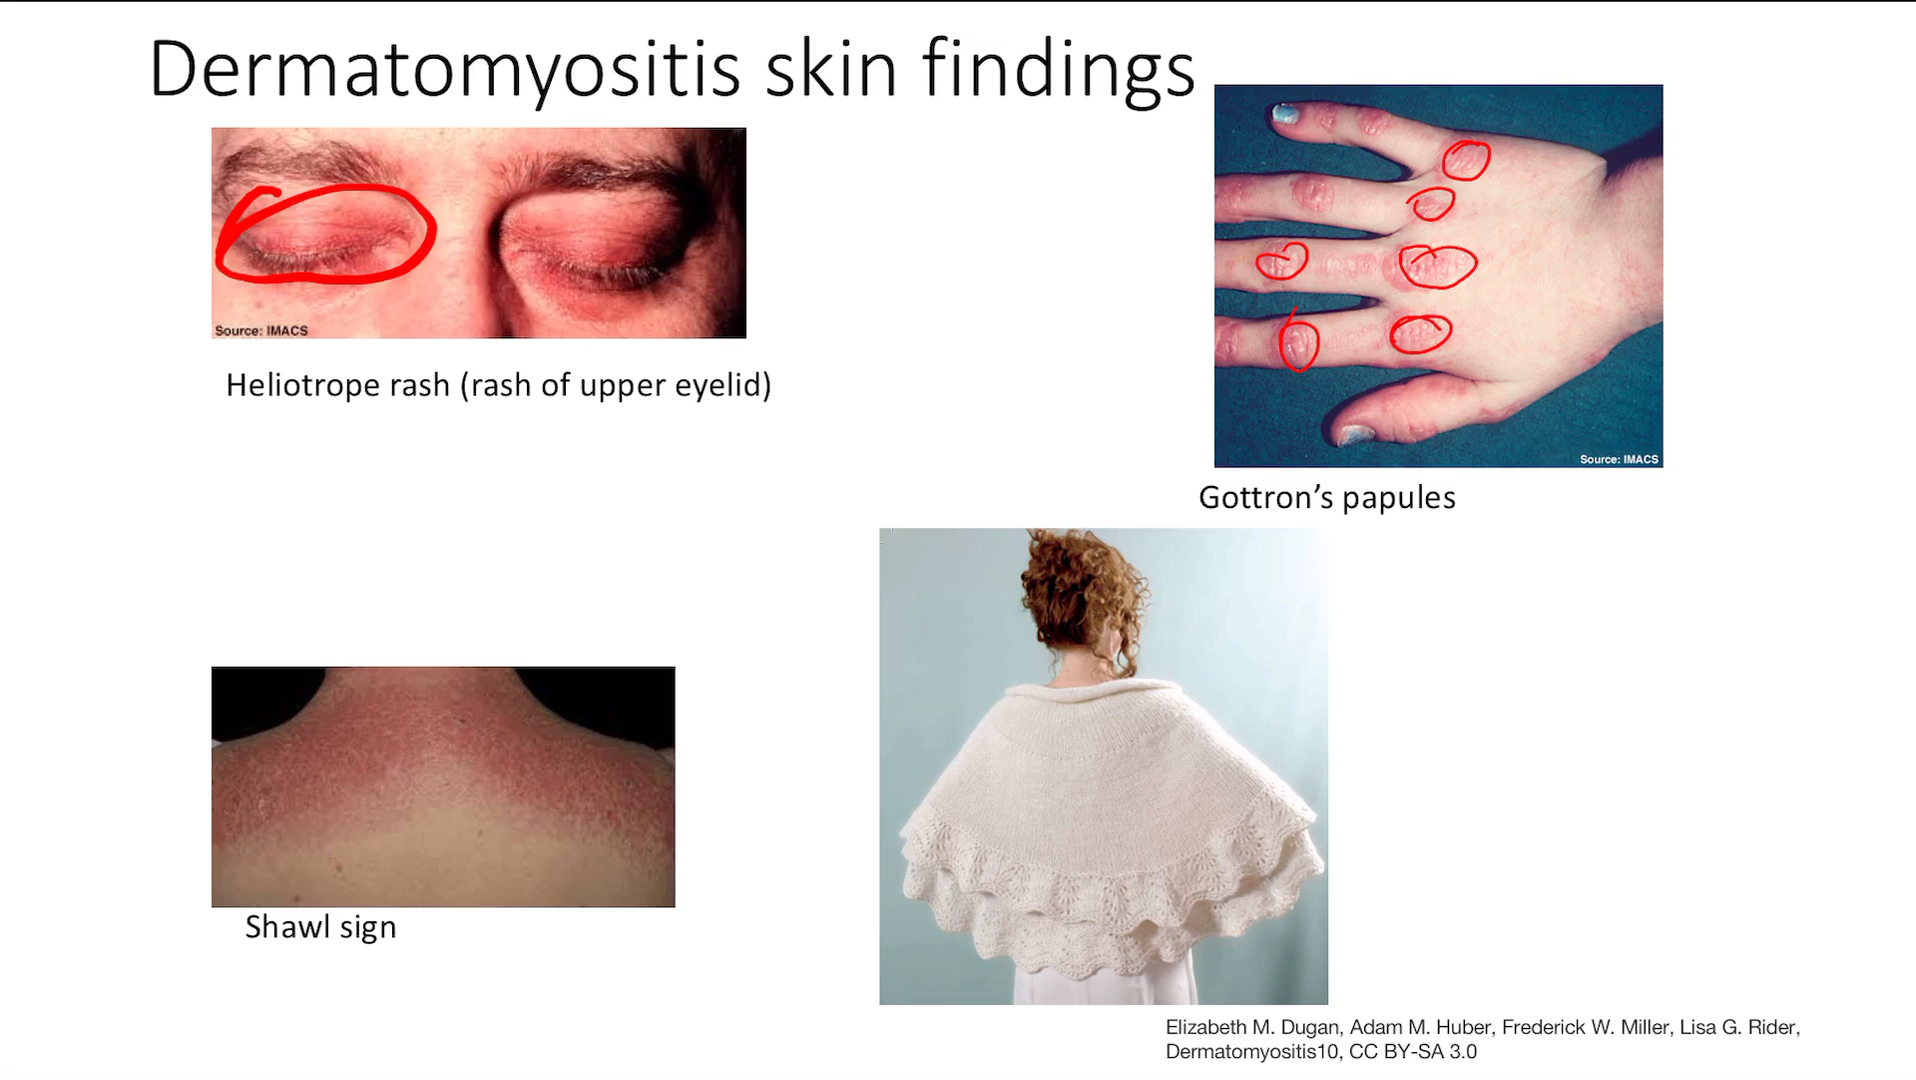 Dermatomyositis skin findings
Source: IMACS
Heliotrope rash (rash of upper eyelid)
Source: IMACS
Gottron’s papules
Shawl sign
Elizabeth M. Dugan, Adam M. Huber, Frederick W. Miller, Lisa G. Rider,
Dermatomyositis10, CC BY-SA 3.0